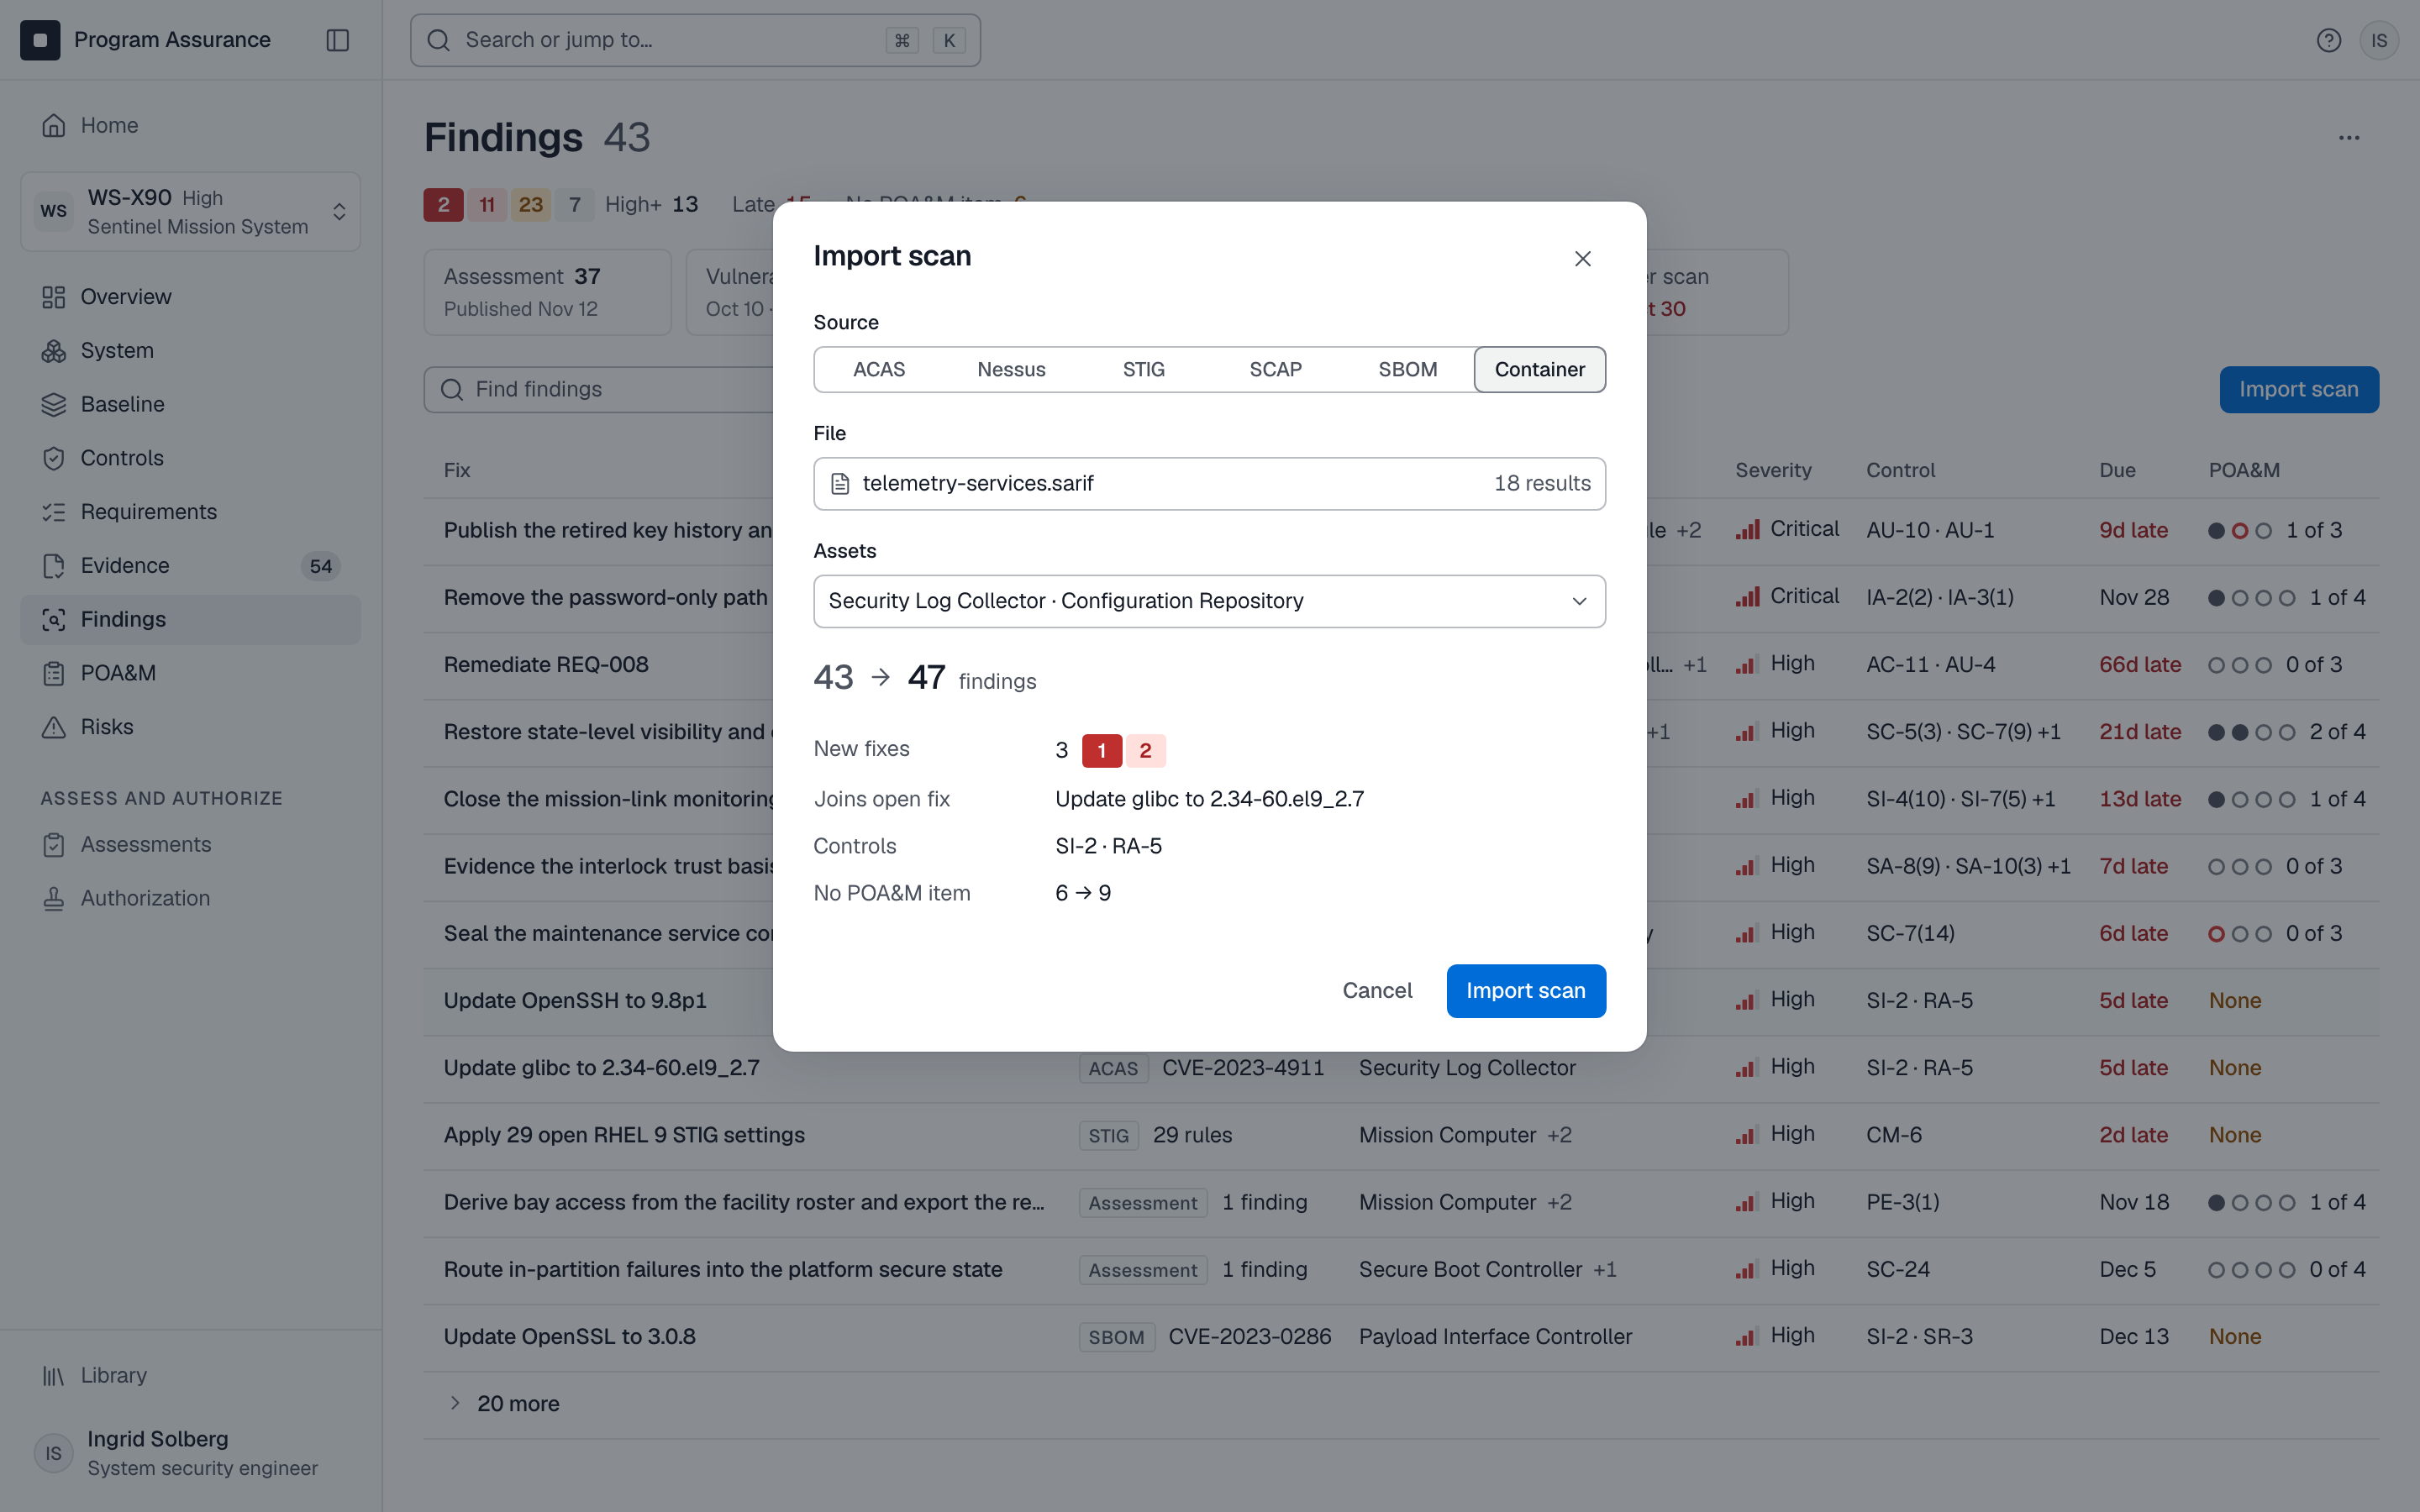 Program Assurance
Search or jump to...
⌘ K
IS
Home
WS
WS-X90 High
Sentinel Mission System
Overview
System
Baseline
Controls
Requirements
Evidence 54
Findings
POA&M
Risks
ASSESS AND AUTHORIZE
Assessments
Authorization
Library
IS
Ingrid Solberg
System security engineer
Findings 43
2 11 23 7 High+ 13 Late
Assessment 37
Published Nov 12
Oct 10
scan
30
Find findings
Import scan
Fix Severity Control Due POA&M
Publish the retired key history +2 Critical AU-10 · AU-1 9d late 1 of 3
Remove the password-only path Critical IA-2(2) · IA-3(1) Nov 28 1 of 4
Remediate REQ-008 +1 High AC-11 · AU-4 66d late 0 of 3
Restore state-level visibility and +1 High SC-5(3) · SC-7(9) +1 21d late 2 of 4
Close the mission-link monitoring High SI-4(10) · SI-7(5) +1 13d late 1 of 4
Evidence the interlock trust High SA-8(9) · SA-10(3) +1 7d late 0 of 3
Seal the maintenance service High SC-7(14) 6d late 0 of 3
Update OpenSSH to 9.8p1 High SI-2 · RA-5 5d late None
Update glibc to 2.34-60.el9_2.7 ACAS CVE-2023-4911 Security Log Collector High SI-2 · RA-5 5d late None
Apply 29 open RHEL 9 STIG settings STIG 29 rules Mission Computer +2 High CM-6 2d late None
Derive bay access from the facility roster and export the re... Assessment 1 finding Mission Computer +2 High PE-3(1) Nov 18 1 of 4
Route in-partition failures into the platform secure state Assessment 1 finding Secure Boot Controller +1 High SC-24 Dec 5 0 of 4
Update OpenSSL to 3.0.8 SBOM CVE-2023-0286 Payload Interface Controller High SI-2 · SR-3 Dec 13 None
20 more
Import scan
Source
ACAS Nessus STIG SCAP SBOM Container
File
telemetry-services.sarif 18 results
Assets
Security Log Collector · Configuration Repository
43 → 47 findings
New fixes 3 1 2
Joins open fix Update glibc to 2.34-60.el9_2.7
Controls SI-2 · RA-5
No POA&M item 6 → 9
Cancel Import scan